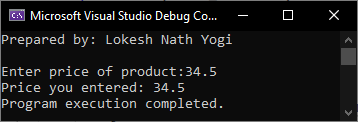 Microsoft Visual Studio Debug Co...
Prepared by: Lokesh Nath Yogi
Enter price of product:34.5
Price you entered: 34.5
Program execution completed.